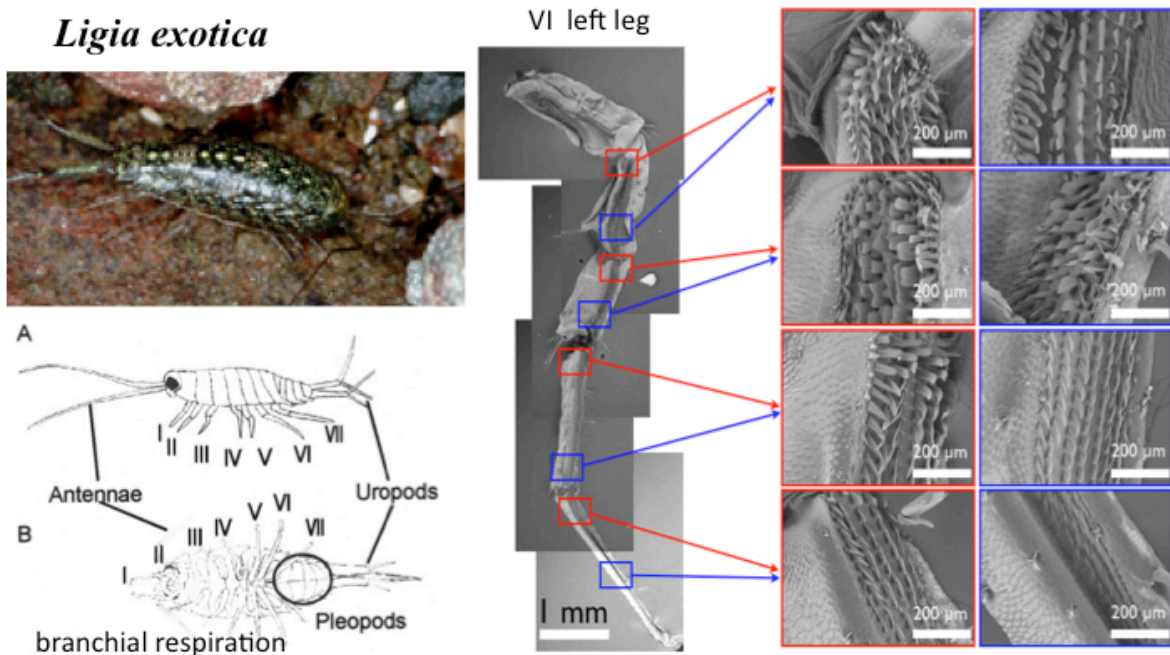 Ligia exotica
VI left leg
A
I
II
III
IV
V
VI
VII
Antennae
Uropods
B
I
II
III
IV
V
VI
VII
Pleopods
branchial respiration
1 mm
200 µm
200 µm
200 µm
200 µm
200 µm
200 µm
200 µm
200 µm